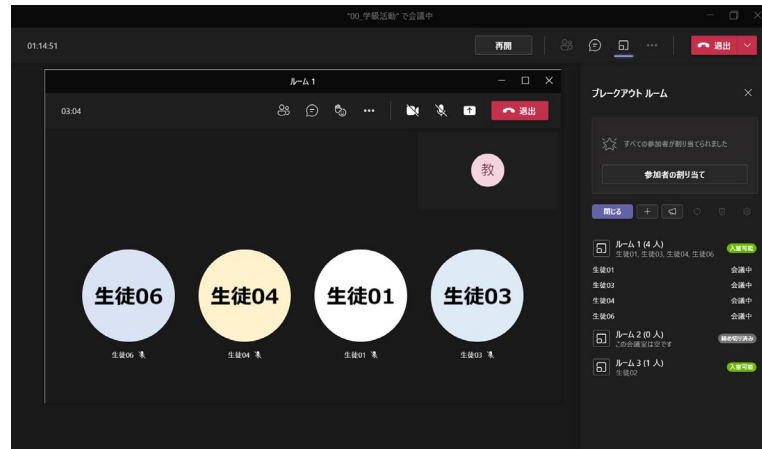 "00_学級活動" で会議中
01:14:51
再開
退出
ルーム 1
03:04
退出
教
生徒06
生徒04
生徒01
生徒03
生徒06
生徒04
生徒01
生徒03
ブレークアウト ルーム
すべての参加者が割り当てられました
参加者の割り当て
閉じる
ルーム 1 (4 人)
入室可能
生徒01, 生徒03, 生徒04, 生徒06
生徒01 会議中
生徒03 会議中
生徒04 会議中
生徒06 会議中
ルーム 2 (0 人)
締め切り済み
この会議室は空です
ルーム 3 (1 人)
入室可能
生徒02